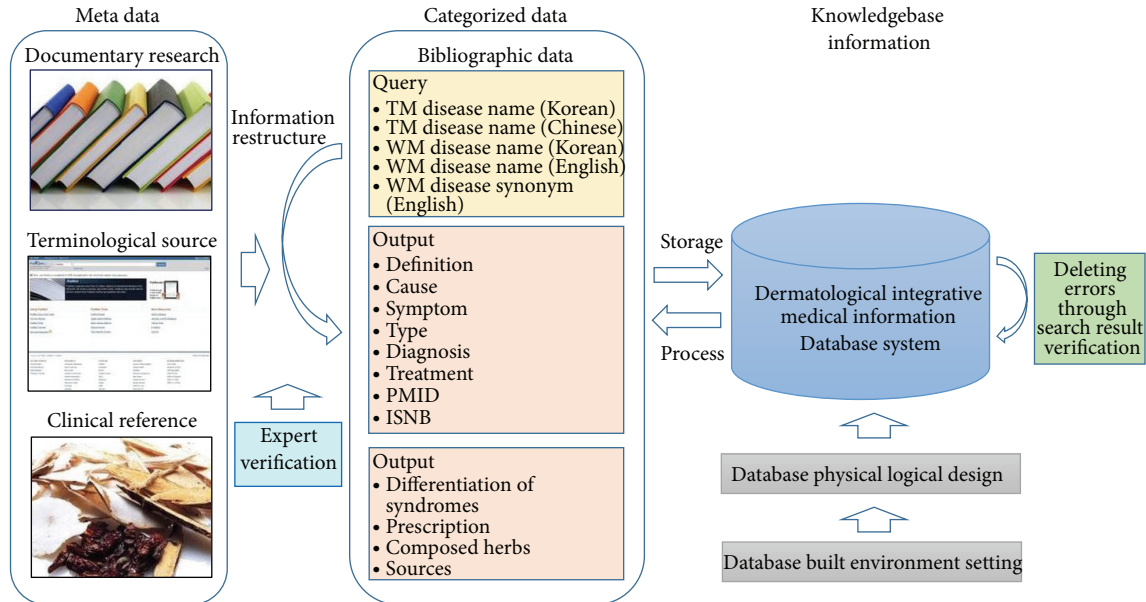 Meta data
Documentary research
Terminological source
Clinical reference
Information
restructure
Expert
verification
Categorized data
Bibliographic data
Query
• TM disease name (Korean)
• TM disease name (Chinese)
• WM disease name (Korean)
• WM disease name (English)
• WM disease synonym
(English)
Output
• Definition
• Cause
• Symptom
• Type
• Diagnosis
• Treatment
• PMID
• ISNB
Output
• Differentiation of
syndromes
• Prescription
• Composed herbs
• Sources
Storage
Process
Knowledgebase
information
Dermatological integrative
medical information
Database system
Deleting
errors
through
search result
verification
Database physical logical design
Database built environment setting